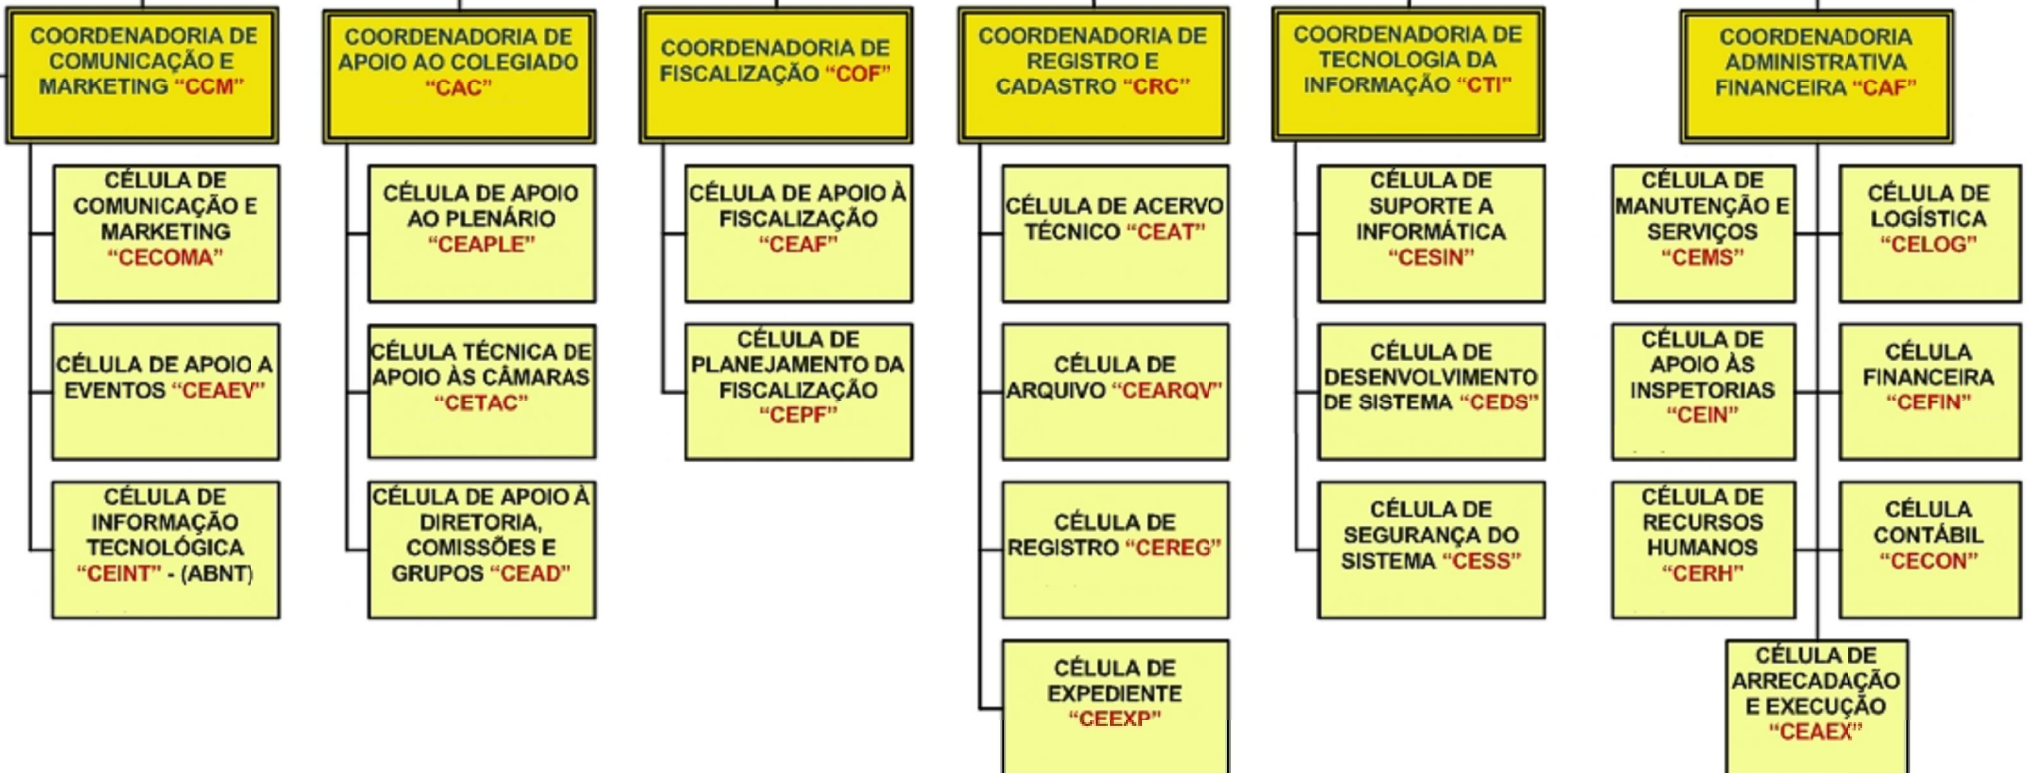 COORDENADORIA DE
COMUNICAÇÃO E
MARKETING “CCM”
CÉLULA DE
COMUNICAÇÃO E
MARKETING
“CECOMA”
CÉLULA DE APOIO A
EVENTOS “CEAEV”
CÉLULA DE
INFORMAÇÃO
TECNOLÓGICA
“CEINT” - (ABNT)
COORDENADORIA DE
APOIO AO COLEGIADO
“CAC”
CÉLULA DE APOIO
AO PLENÁRIO
“CEAPLE”
CÉLULA TÉCNICA DE
APOIO ÀS CÂMARAS
“CETAC”
CÉLULA DE APOIO À
DIRETORIA,
COMISSÕES E
GRUPOS “CEAD”
COORDENADORIA DE
FISCALIZAÇÃO “COF”
CÉLULA DE APOIO À
FISCALIZAÇÃO
“CEAF”
CÉLULA DE
PLANEJAMENTO DA
FISCALIZAÇÃO
“CEPF”
COORDENADORIA DE
REGISTRO E
CADASTRO “CRC”
CÉLULA DE ACERVO
TÉCNICO “CEAT”
CÉLULA DE
ARQUIVO “CEARQV”
CÉLULA DE
REGISTRO “CEREG”
CÉLULA DE
EXPEDIENTE
“CEEXP”
COORDENADORIA DE
TECNOLOGIA DA
INFORMAÇÃO “CTI”
CÉLULA DE
SUPORTE A
INFORMÁTICA
“CESIN”
CÉLULA DE
DESENVOLVIMENTO
DE SISTEMA “CEDS”
CÉLULA DE
SEGURANÇA DO
SISTEMA “CESS”
COORDENADORIA
ADMINISTRATIVA
FINANCEIRA “CAF”
CÉLULA DE
MANUTENÇÃO E
SERVIÇOS
“CEMS”
CÉLULA DE
LOGÍSTICA
“CELOG”
CÉLULA DE
APOIO ÀS
INSPETORIAS
“CEIN”
CÉLULA
FINANCEIRA
“CEFIN”
CÉLULA DE
RECURSOS
HUMANOS
“CERH”
CÉLULA
CONTÁBIL
“CECON”
CÉLULA DE
ARRECADAÇÃO
E EXECUÇÃO
“CEAEX”